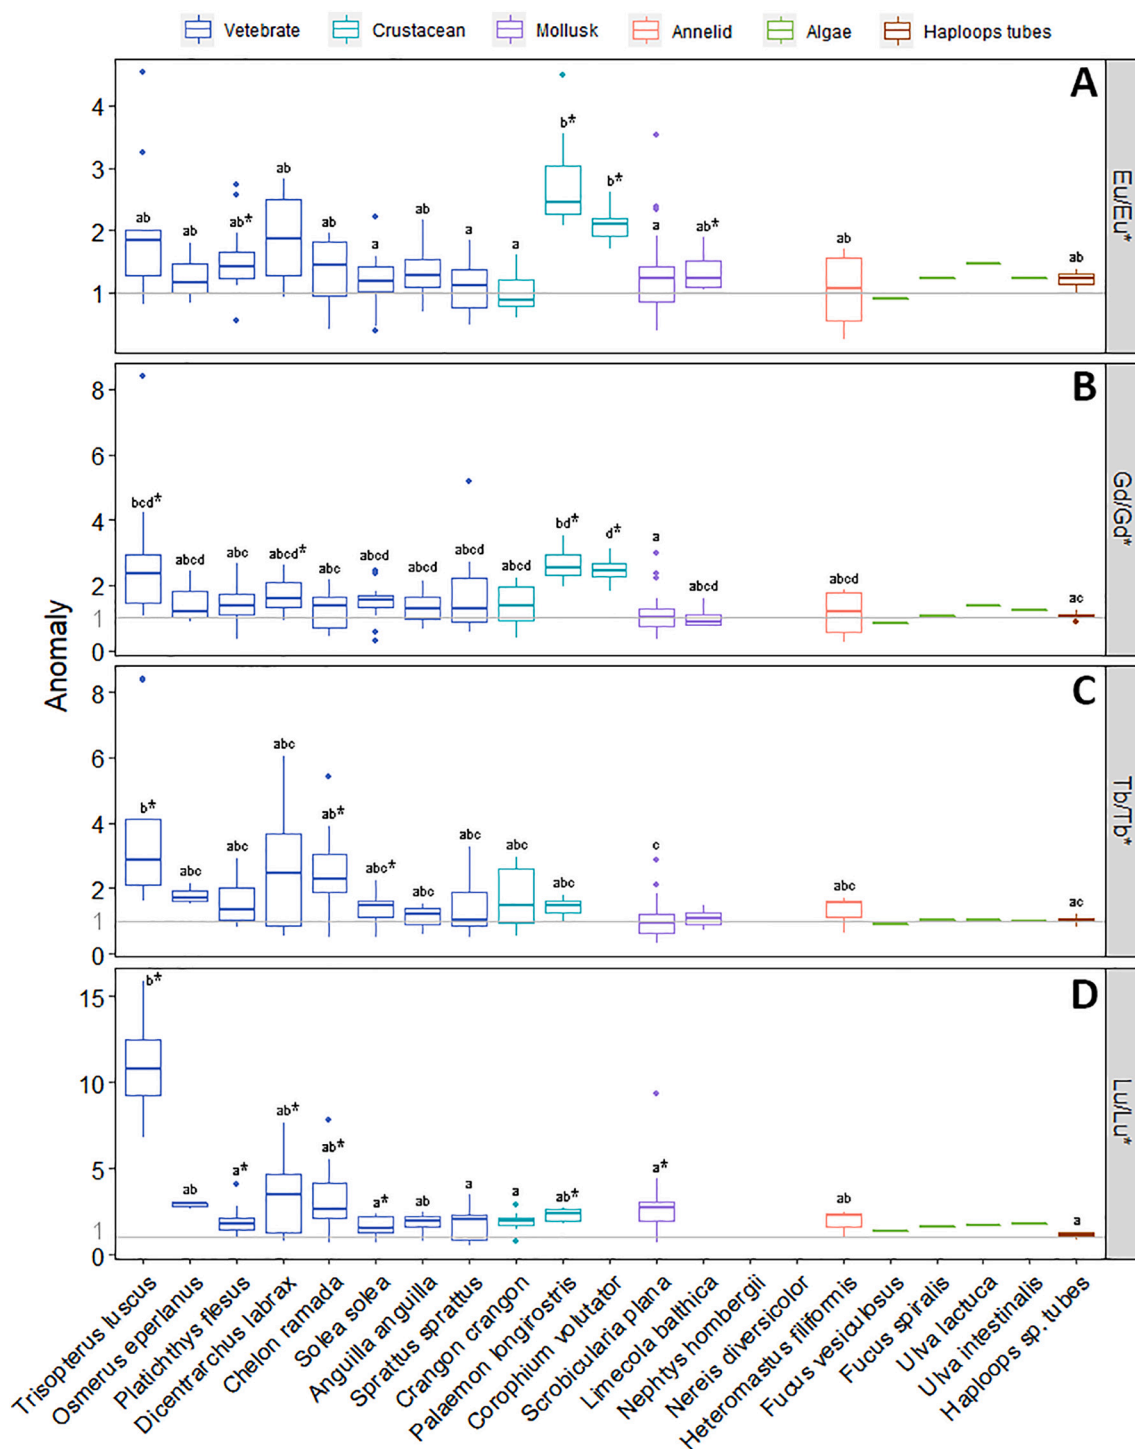 Vetebrate Crustacean Mollusk Annelid Algae Haploops tubes
A
Eu/Eu*
4
3
2
1
ab ab ab* ab ab a ab a a b* b* a ab* ab ab
B
Gd/Gd*
8
6
4
2
1
0
bcd* abcd abc abcd* abc abcd abcd abcd abcd bd* d* a abcd abcd ac
Anomaly
C
Tb/Tb*
8
6
4
2
1
0
b* abc abc abc ab* abc* abc abc abc abc c abc ac
D
Lu/Lu*
15
10
5
1
0
b* ab a* ab* ab* a* ab a a ab* a* ab a
Trisopterus luscus
Osmerus eperlanus
Platichthys flesus
Dicentrarchus labrax
Chelon ramada
Solea solea
Anguilla anguilla
Sprattus sprattus
Crangon crangon
Palaemon longirostris
Corophium volutator
Scrobicularia plana
Limecola balthica
Nephtys hombergii
Nereis diversicolor
Heteromastus filiformis
Fucus vesiculosus
Fucus spiralis
Ulva lactuca
Ulva intestinalis
Haploops sp. tubes